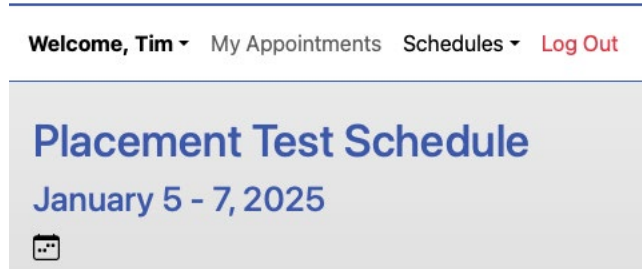 Welcome, Tim My Appointments Schedules Log Out
Placement Test Schedule
January 5 - 7, 2025